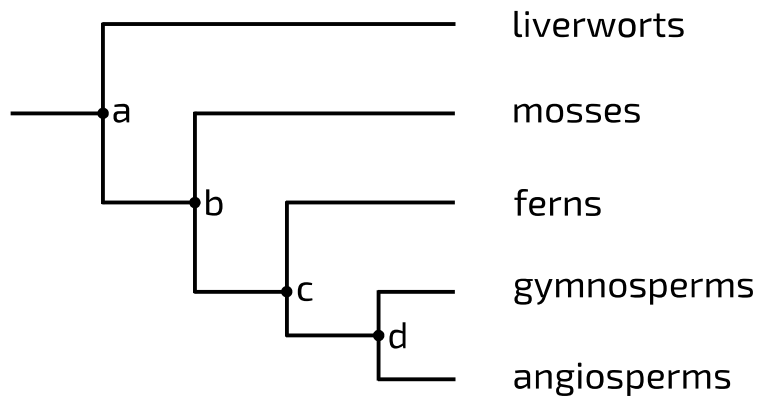 liverworts
a
mosses
b
ferns
c
gymnosperms
d
angiosperms